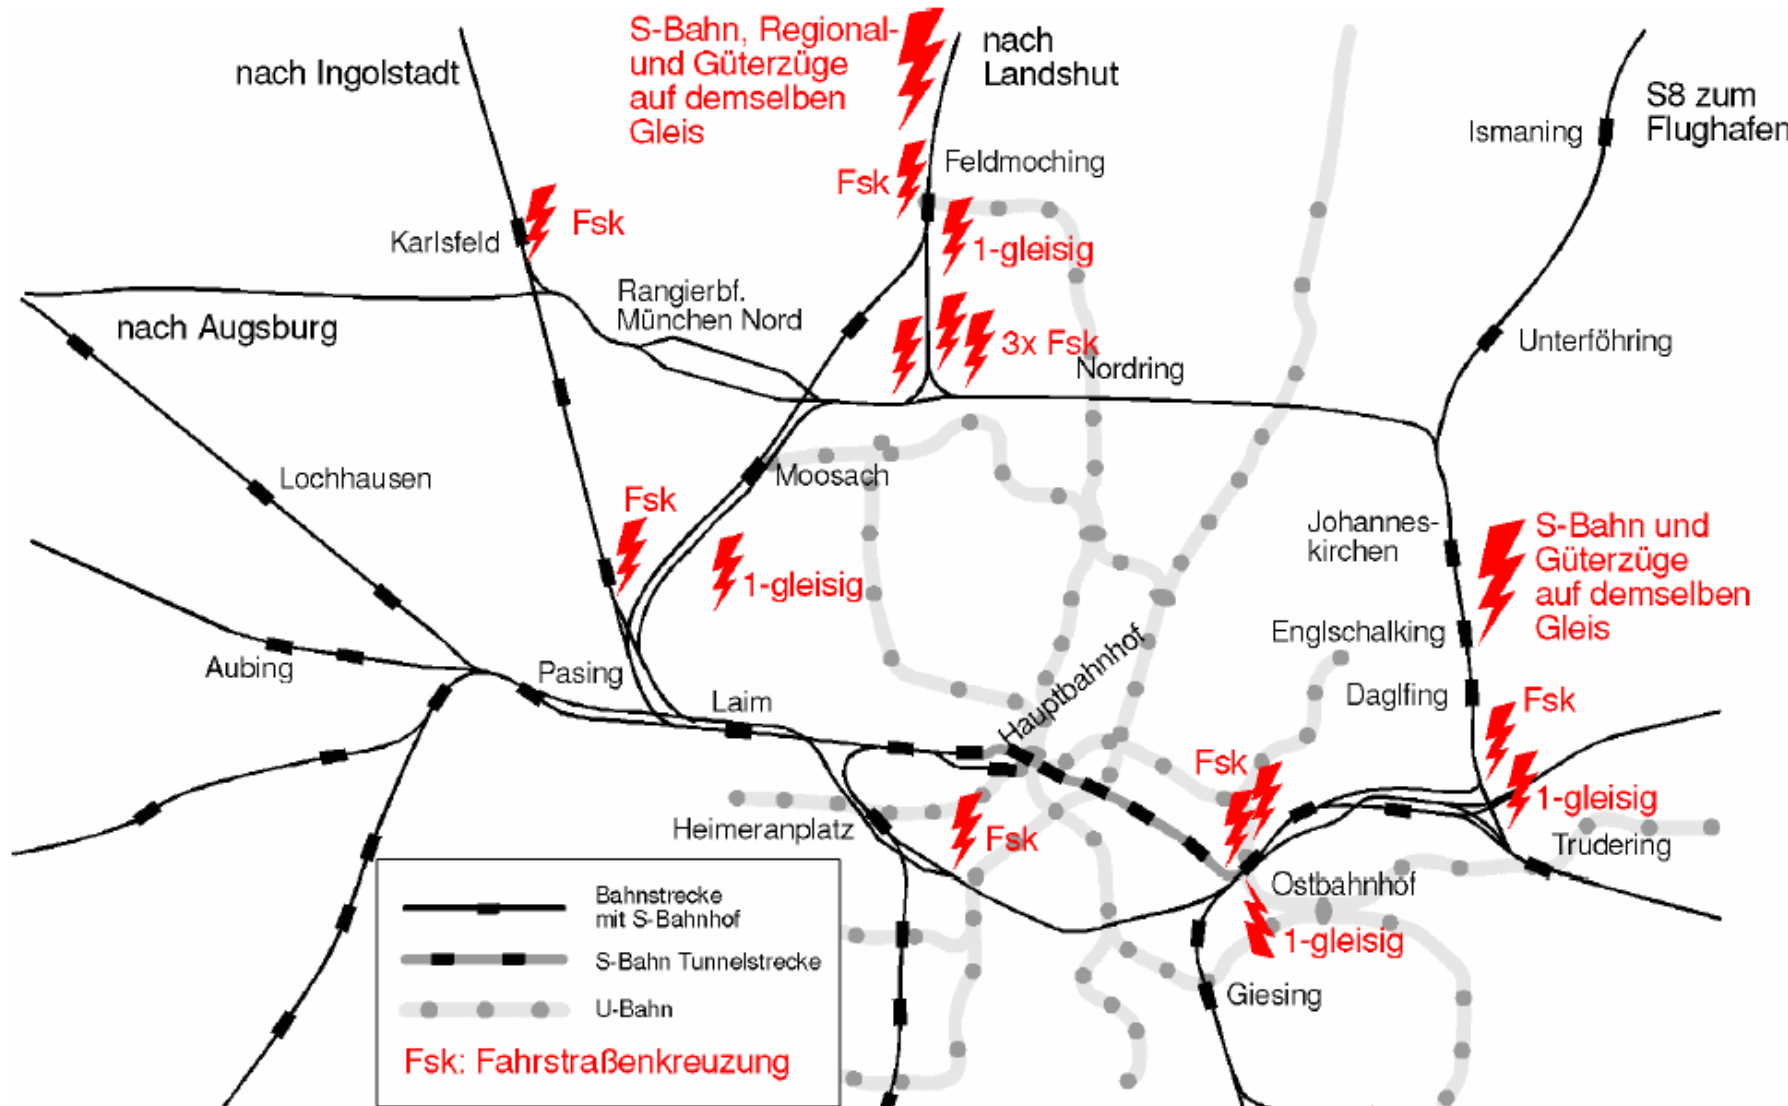 S-Bahn, Regional-
und Güterzüge
auf demselben
Gleis
nach
Landshut
nach Ingolstadt
S8 zum
Flughafen
Ismaning
Feldmoching
Fsk
Fsk
Karlsfeld
1-gleisig
Rangierbf.
München Nord
nach Augsburg
3x Fsk
Nordring
Unterföhring
Lochhausen
Moosach
Fsk
1-gleisig
Johannes-
kirchen
S-Bahn und
Güterzüge
auf demselben
Gleis
Englschalking
Aubing
Pasing
Laim
Hauptbahnhof
Daglfing
Fsk
Fsk
1-gleisig
Heimeranplatz
Fsk
Trudering
Ostbahnhof
1-gleisig
Giesing
Bahnstrecke
mit S-Bahnhof
S-Bahn Tunnelstrecke
U-Bahn
Fsk: Fahrstraßenkreuzung